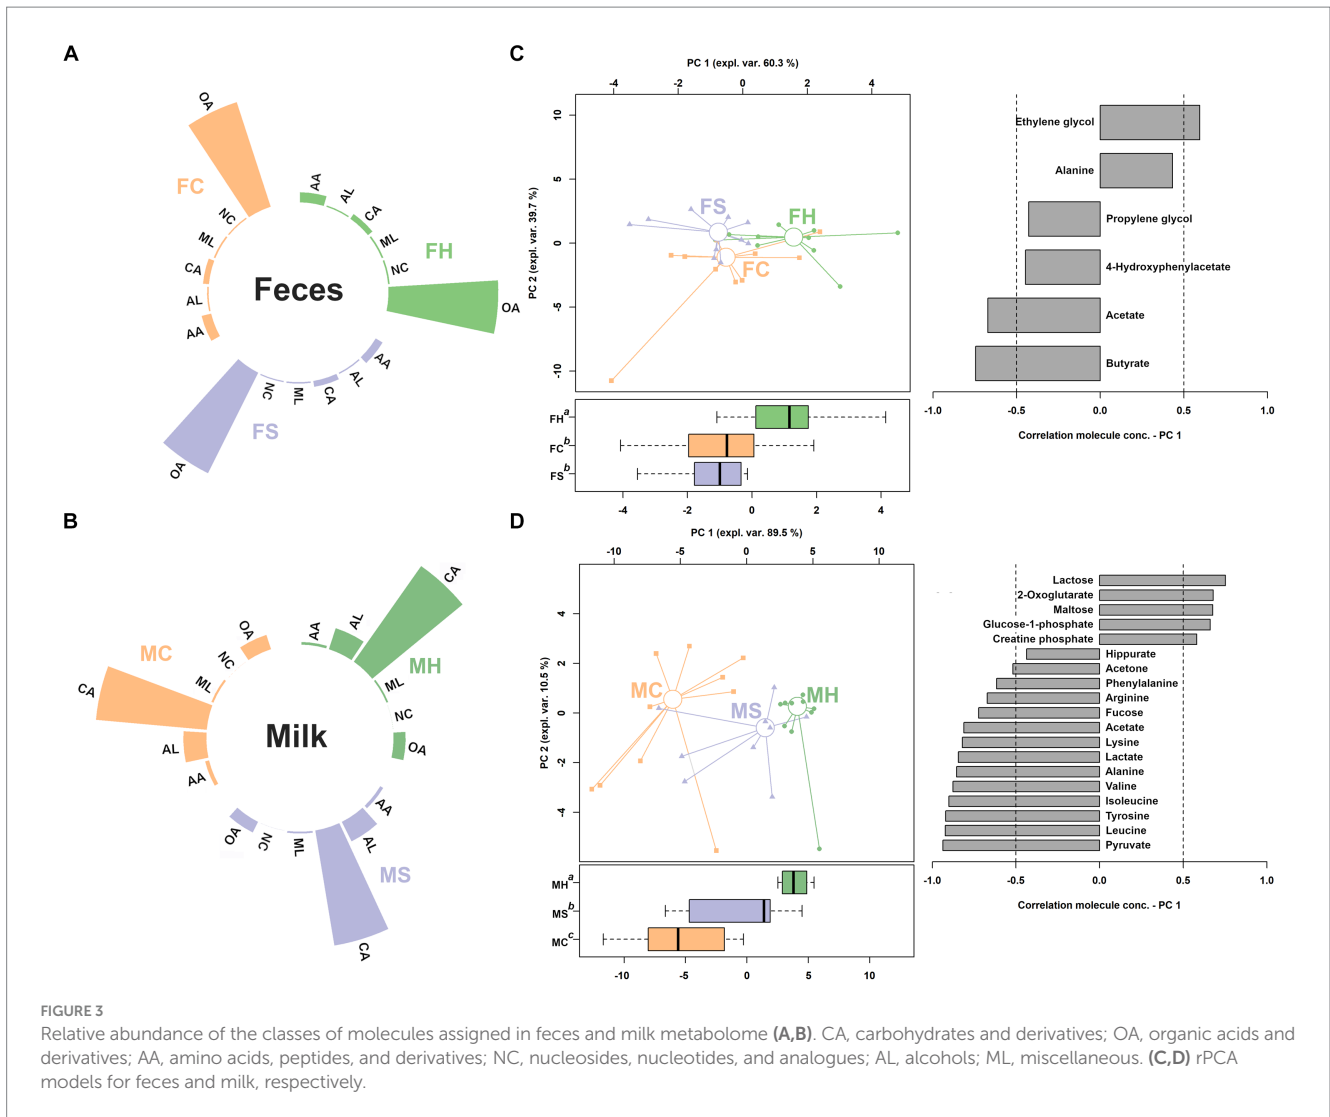 A
OA
FC
NC
ML
CA
AL
AA
AA
AL
CA
ML
NC
FH
OA
Feces
AA
AL
CA
ML
NC
FS
OA
B
CA
AA
AL
MH
ML
NC
OA
OA
NC
ML
MC
CA
AL
AA
Milk
AA
AL
MS
CA
ML
NC
OA
C
PC 1 (expl. var. 60.3 %)
-4 -2 0 2 4
PC 2 (expl. var. 39.7 %)
10
5
0
-5
-10
FS
FH
FC
FHa
FCb
FSb
-4 -2 0 2 4
Ethylene glycol
Alanine
Propylene glycol
4-Hydroxyphenylacetate
Acetate
Butyrate
-1.0 -0.5 0.0 0.5 1.0
Correlation molecule conc. - PC 1
D
PC 1 (expl. var. 89.5 %)
-10 -5 0 5 10
PC 2 (expl. var. 10.5 %)
4
2
0
-2
-4
MC
MS
MH
MHa
MSb
MCc
-10 -5 0 5 10
Lactose
2-Oxoglutarate
Maltose
Glucose-1-phosphate
Creatine phosphate
Hippurate
Acetone
Phenylalanine
Arginine
Fucose
Acetate
Lysine
Lactate
Alanine
Valine
Isoleucine
Tyrosine
Leucine
Pyruvate
-1.0 -0.5 0.0 0.5 1.0
Correlation molecule conc. - PC 1
FIGURE 3
Relative abundance of the classes of molecules assigned in feces and milk metabolome (A,B). CA, carbohydrates and derivatives; OA, organic acids and
derivatives; AA, amino acids, peptides, and derivatives; NC, nucleosides, nucleotides, and analogues; AL, alcohols; ML, miscellaneous. (C,D) rPCA
models for feces and milk, respectively.